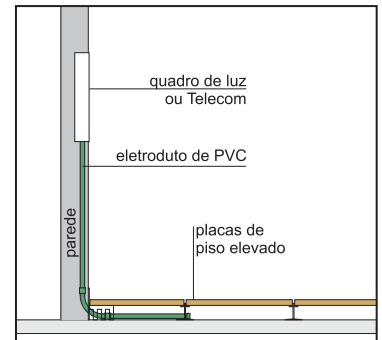 quadro de luz
ou Telecom
eletroduto de PVC
parede
placas de
piso elevado